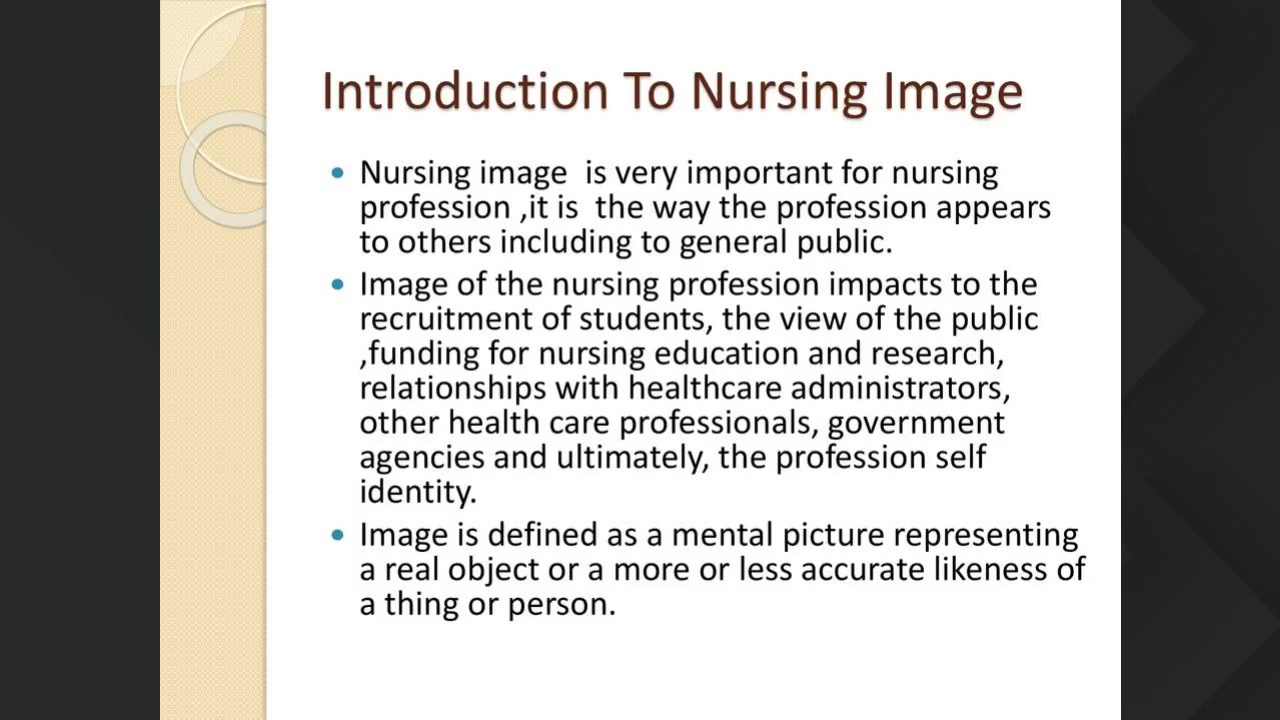 Introduction To Nursing Image
• Nursing image  is very important for nursing
profession ,it is  the way the profession appears
to others including to general public.
• Image of the nursing profession impacts to the
recruitment of students, the view of the public
,funding for nursing education and research,
relationships with healthcare administrators,
other health care professionals, government
agencies and ultimately, the profession self
identity.
• Image is defined as a mental picture representing
a real object or a more or less accurate likeness of
a thing or person.